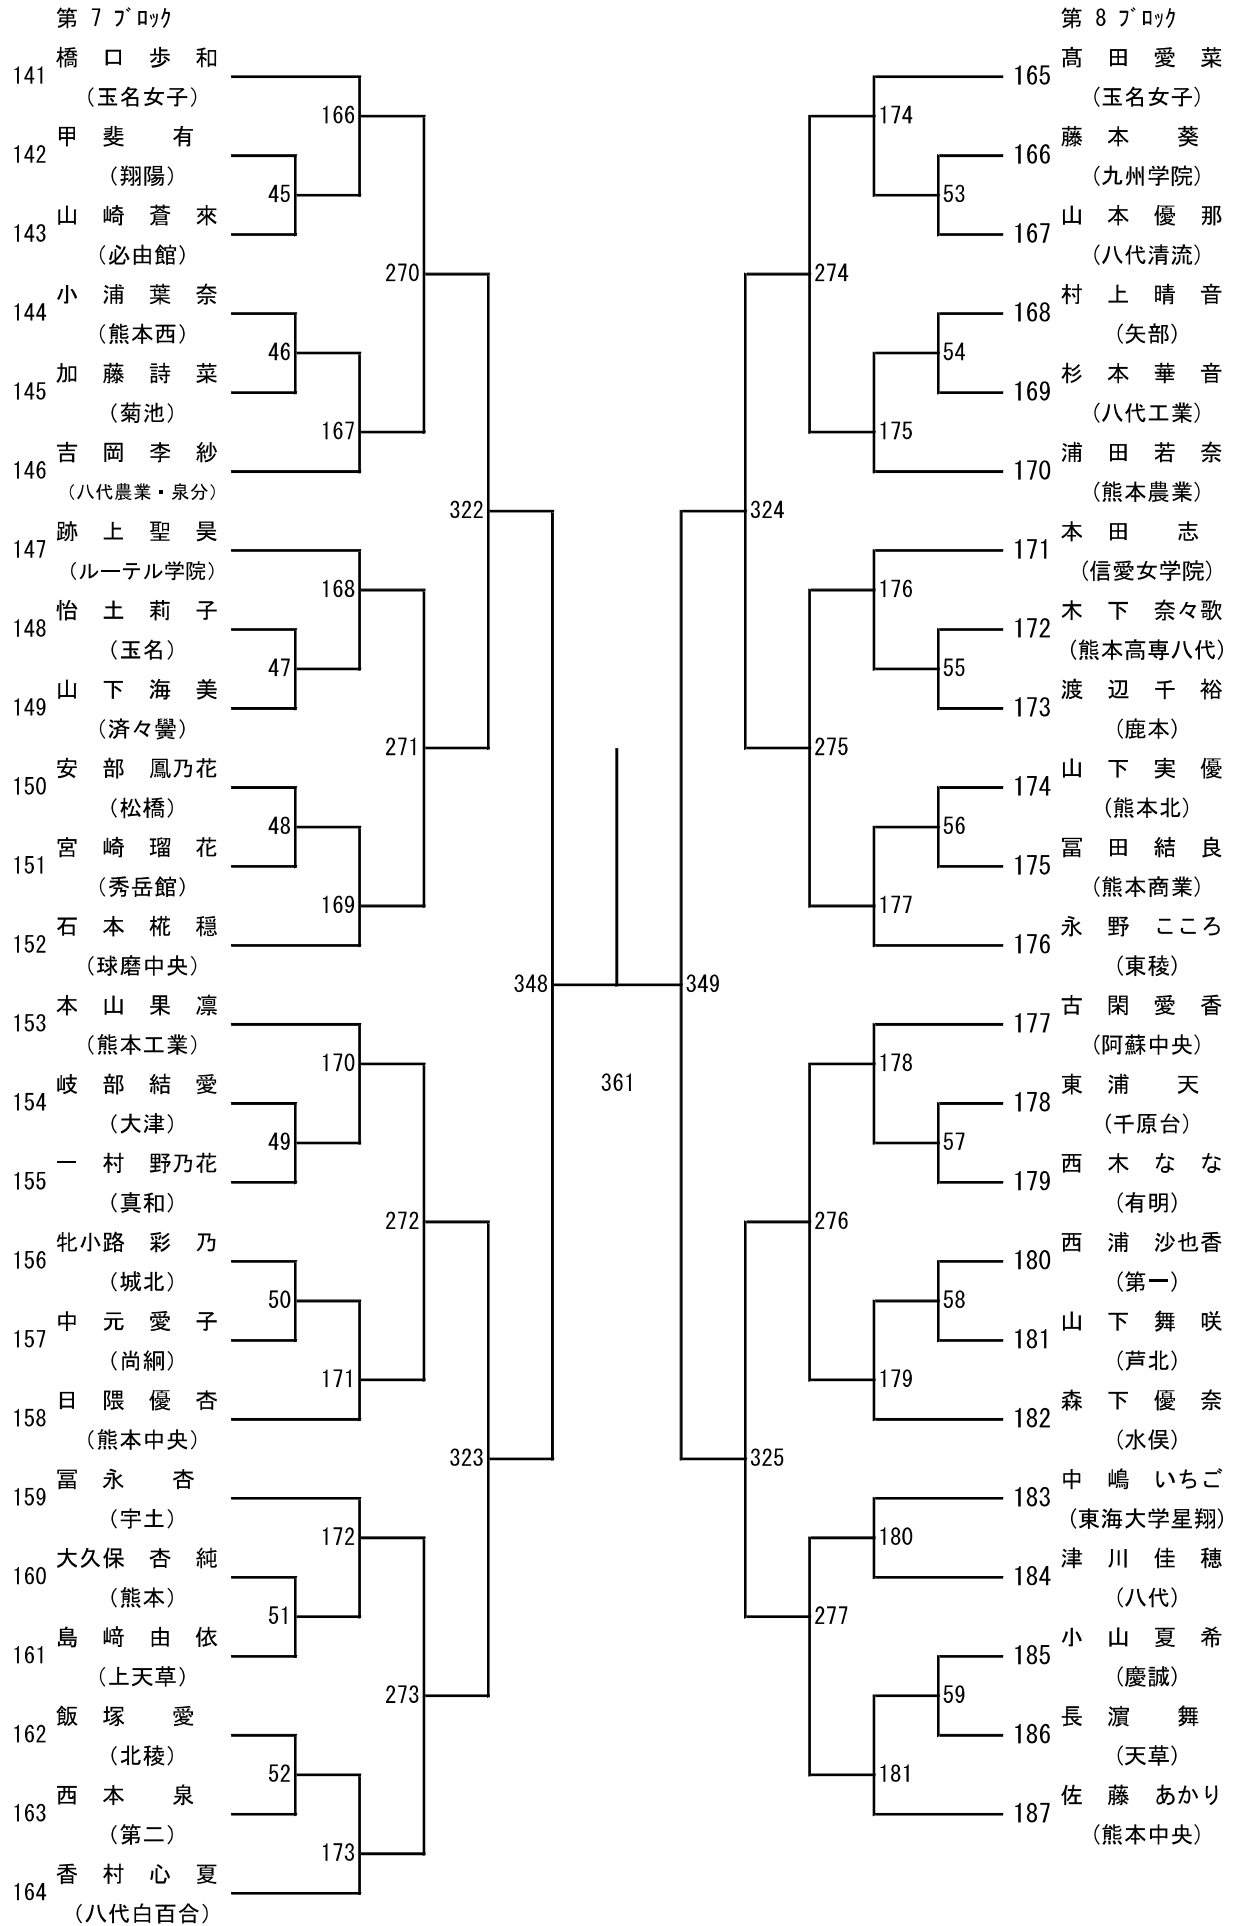 第 7 ブロック
141 橋 口 歩 和
(玉名女子)
142 甲 斐 有
(翔陽)
143 山 崎 蒼 來
(必由館)
144 小 浦 葉 奈
(熊本西)
145 加 藤 詩 菜
(菊池)
146 吉 岡 李 紗
(八代農業・泉分)
147 跡 上 聖 昊
(ルーテル学院)
148 怡 土 莉 子
(玉名)
149 山 下 海 美
(済々黌)
150 安 部 鳳乃花
(松橋)
151 宮 崎 瑠 花
(秀岳館)
152 石 本 椛 穏
(球磨中央)
153 本 山 果 凛
(熊本工業)
154 岐 部 結 愛
(大津)
155 一 村 野乃花
(真和)
156 牝小路 彩 乃
(城北)
157 中 元 愛 子
(尚絅)
158 日 隈 優 杏
(熊本中央)
159 冨 永 杏
(宇土)
160 大久保 杏 純
(熊本)
161 島 﨑 由 依
(上天草)
162 飯 塚 愛
(北稜)
163 西 本 泉
(第二)
164 香 村 心 夏
(八代白百合)
45
46
47
48
49
50
51
52
166
167
168
169
170
171
172
173
270
271
272
273
322
323
348
361
349
324
325
274
275
276
277
174
175
176
177
178
179
180
181
53
54
55
56
57
58
59
第 8 ブロック
165 髙 田 愛 菜
(玉名女子)
166 藤 本 葵
(九州学院)
167 山 本 優 那
(八代清流)
168 村 上 晴 音
(矢部)
169 杉 本 華 音
(八代工業)
170 浦 田 若 奈
(熊本農業)
171 本 田 志
(信愛女学院)
172 木 下 奈々歌
(熊本高専八代)
173 渡 辺 千 裕
(鹿本)
174 山 下 実 優
(熊本北)
175 冨 田 結 良
(熊本商業)
176 永 野 こころ
(東稜)
177 古 閑 愛 香
(阿蘇中央)
178 東 浦 天
(千原台)
179 西 木 な な
(有明)
180 西 浦 沙也香
(第一)
181 山 下 舞 咲
(芦北)
182 森 下 優 奈
(水俣)
183 中 嶋 いちご
(東海大学星翔)
184 津 川 佳 穂
(八代)
185 小 山 夏 希
(慶誠)
186 長 濵 舞
(天草)
187 佐 藤 あかり
(熊本中央)